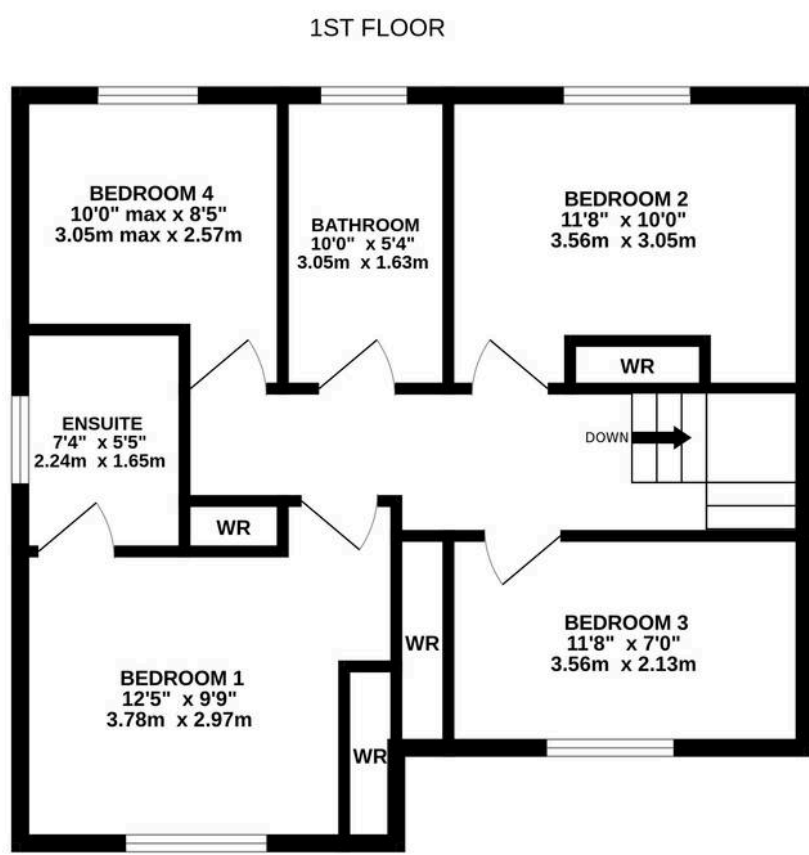 1ST FLOOR
BEDROOM 4
10'0" max x 8'5"
3.05m max x 2.57m
BATHROOM
10'0" x 5'4"
3.05m x 1.63m
BEDROOM 2
11'8" x 10'0"
3.56m x 3.05m
WR
ENSUITE
7'4" x 5'5"
2.24m x 1.65m
DOWN
WR
BEDROOM 1
12'5" x 9'9"
3.78m x 2.97m
WR
WR
BEDROOM 3
11'8" x 7'0"
3.56m x 2.13m